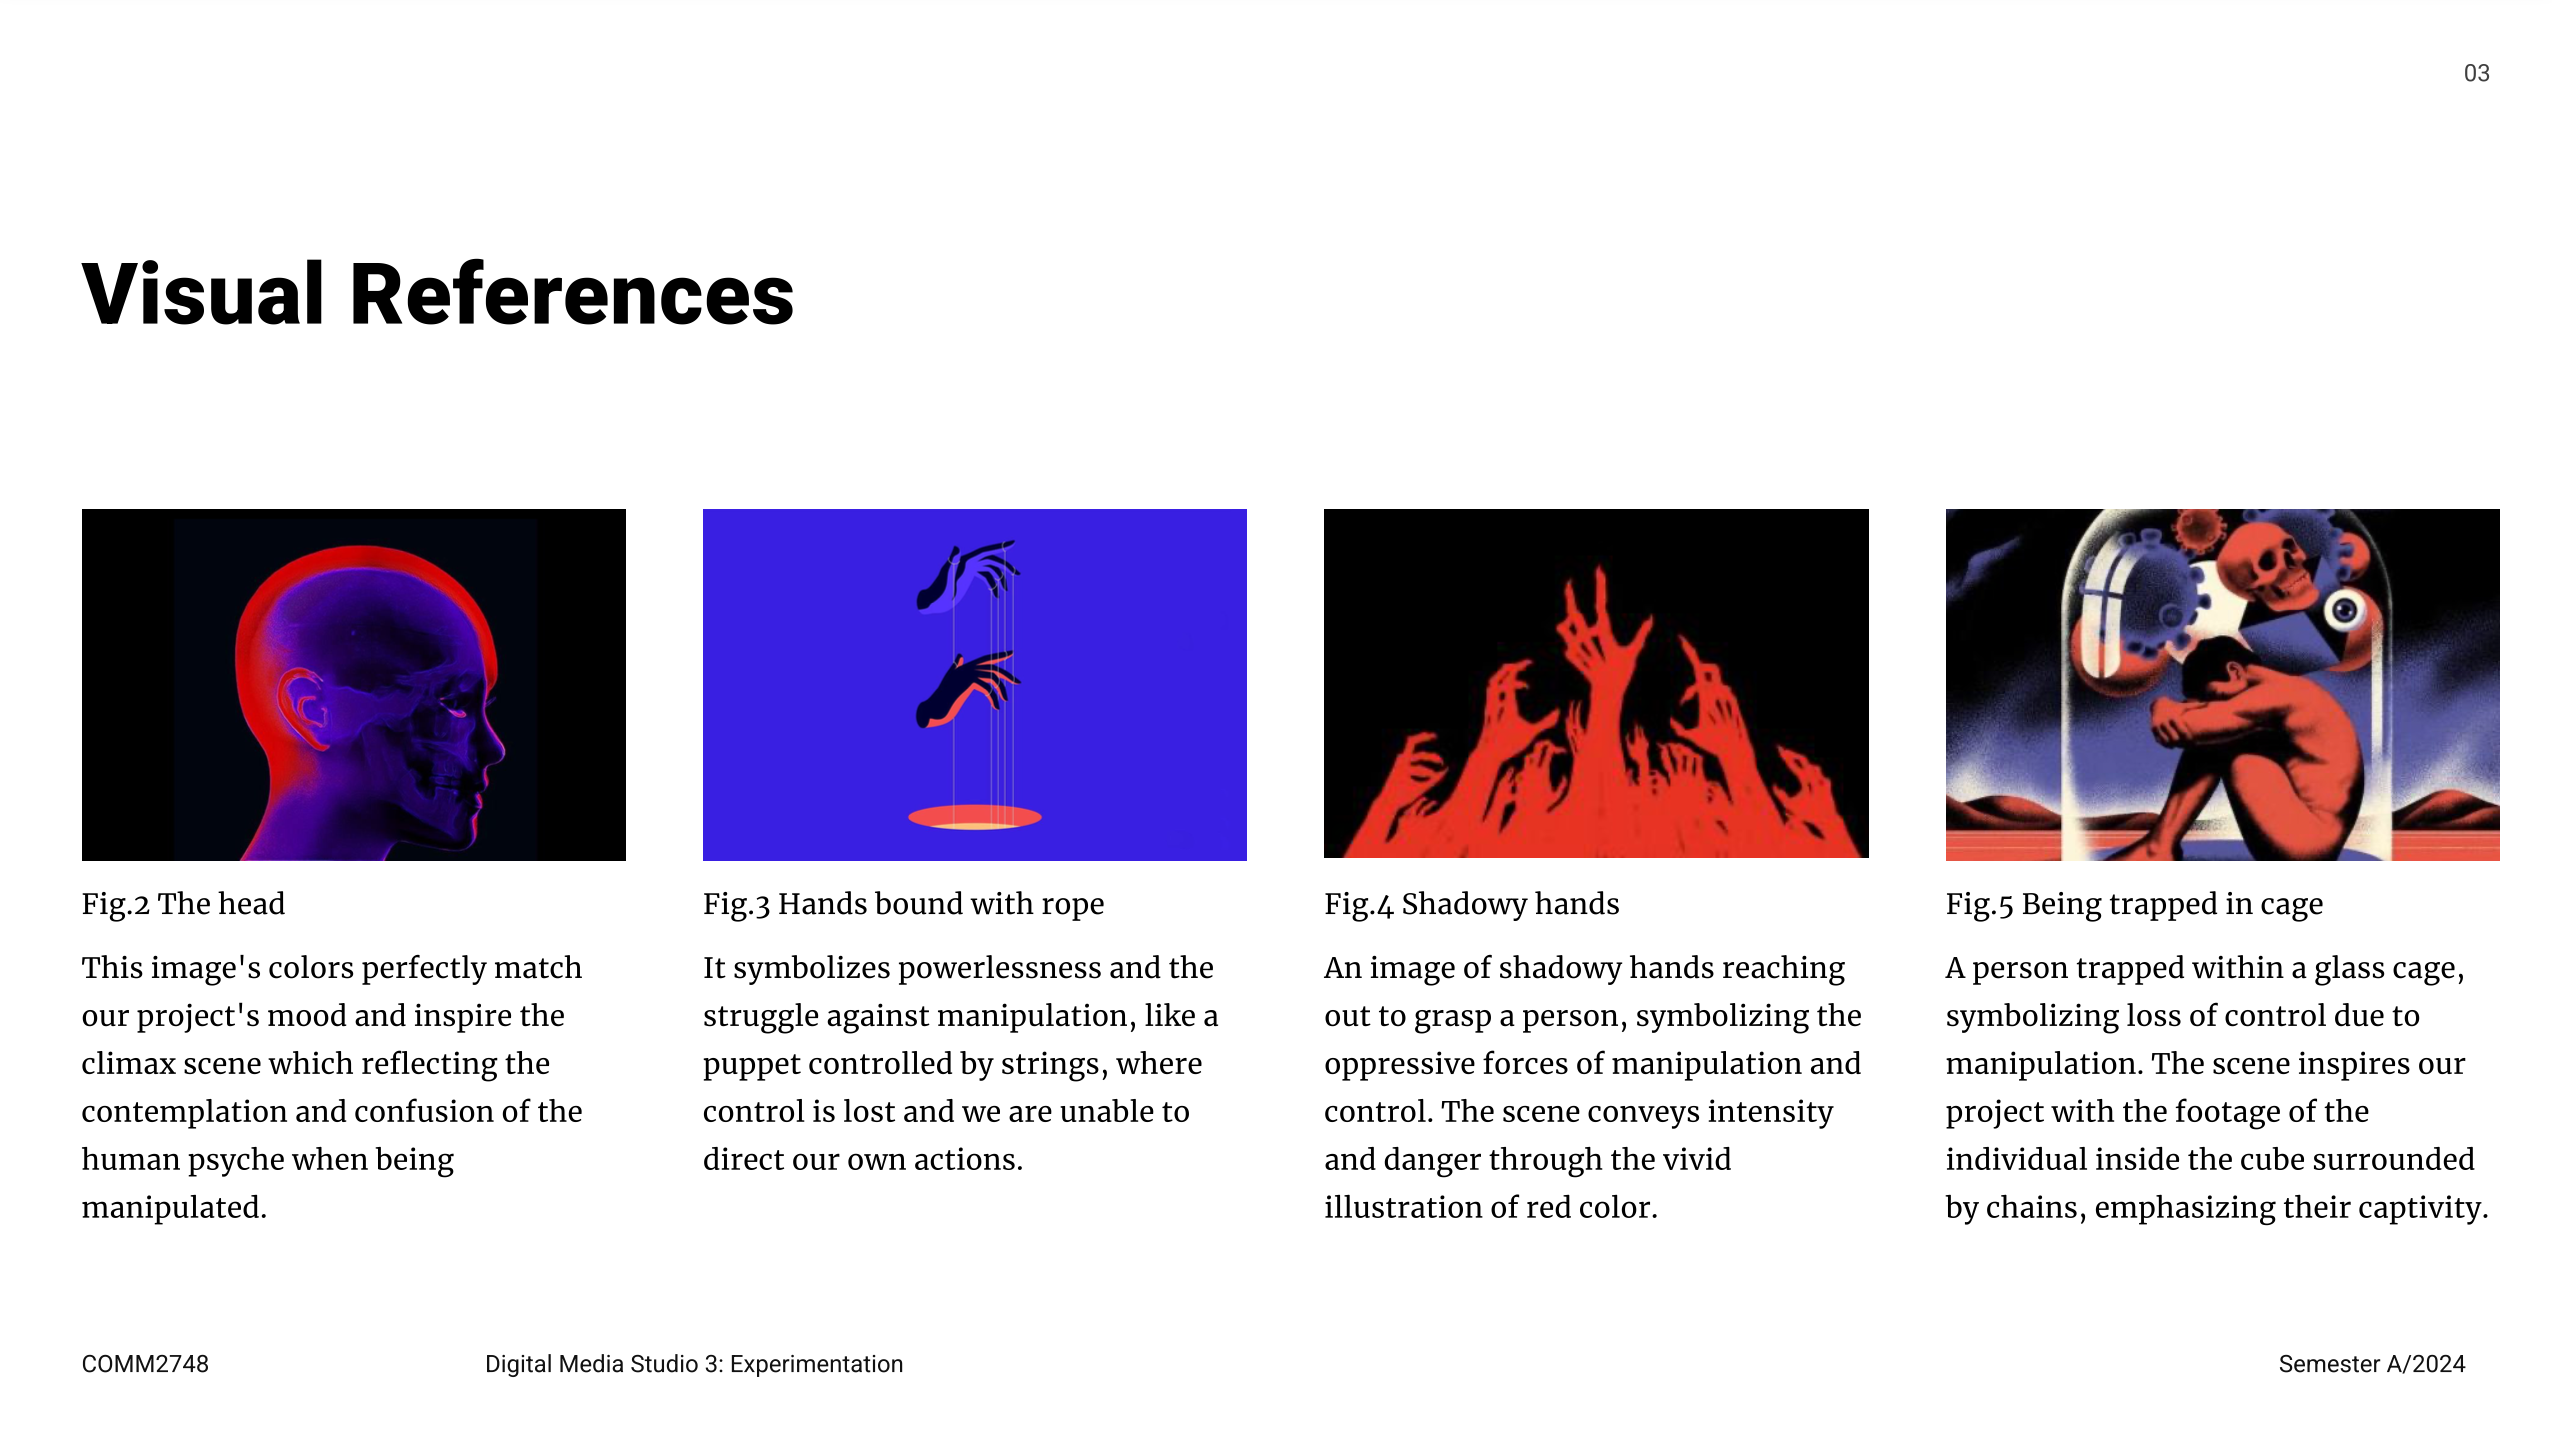 03
Visual References
Fig.2 The head
This image's colors perfectly match
our project's mood and inspire the
climax scene which reflecting the
contemplation and confusion of the
human psyche when being
manipulated.
Fig.3 Hands bound with rope
It symbolizes powerlessness and the
struggle against manipulation, like a
puppet controlled by strings, where
control is lost and we are unable to
direct our own actions.
Fig.4 Shadowy hands
An image of shadowy hands reaching
out to grasp a person, symbolizing the
oppressive forces of manipulation and
control. The scene conveys intensity
and danger through the vivid
illustration of red color.
Fig.5 Being trapped in cage
A person trapped within a glass cage,
symbolizing loss of control due to
manipulation. The scene inspires our
project with the footage of the
individual inside the cube surrounded
by chains, emphasizing their captivity.
COMM2748
Digital Media Studio 3: Experimentation
Semester A/2024